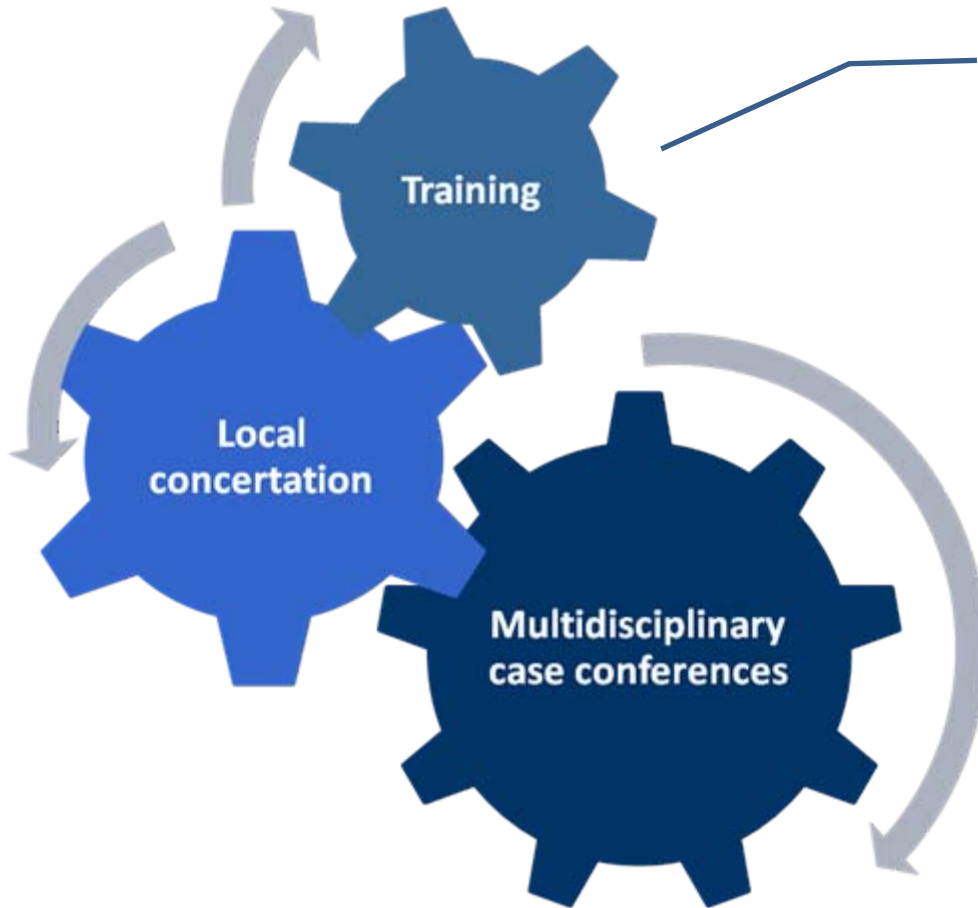 Training
Local
concertation
Multidisciplinary
case conferences